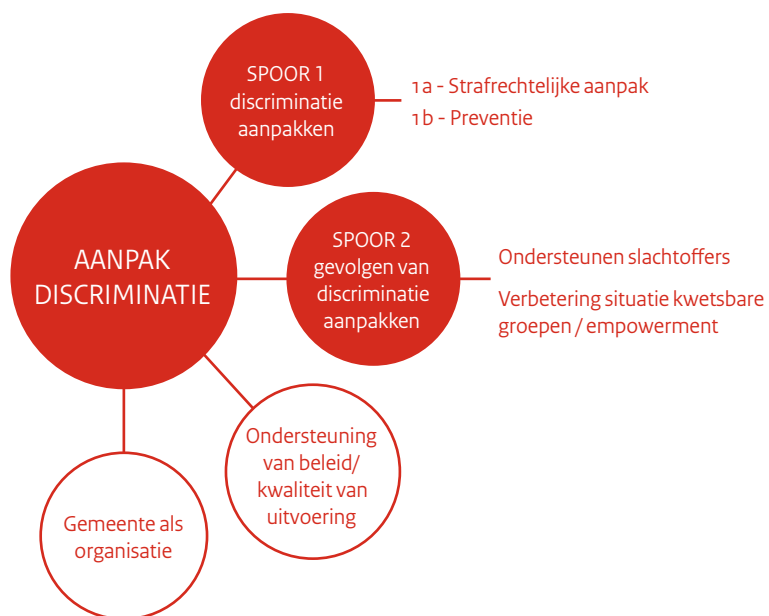 SPOOR 1
discriminatie
aanpakken
1a - Strafrechtelijke aanpak
1b - Preventie
AANPAK
DISCRIMINATIE
SPOOR 2
gevolgen van
discriminatie
aanpakken
Ondersteunen slachtoffers
Verbetering situatie kwetsbare
groepen / empowerment
Ondersteuning
van beleid/
kwaliteit van
uitvoering
Gemeente als
organisatie